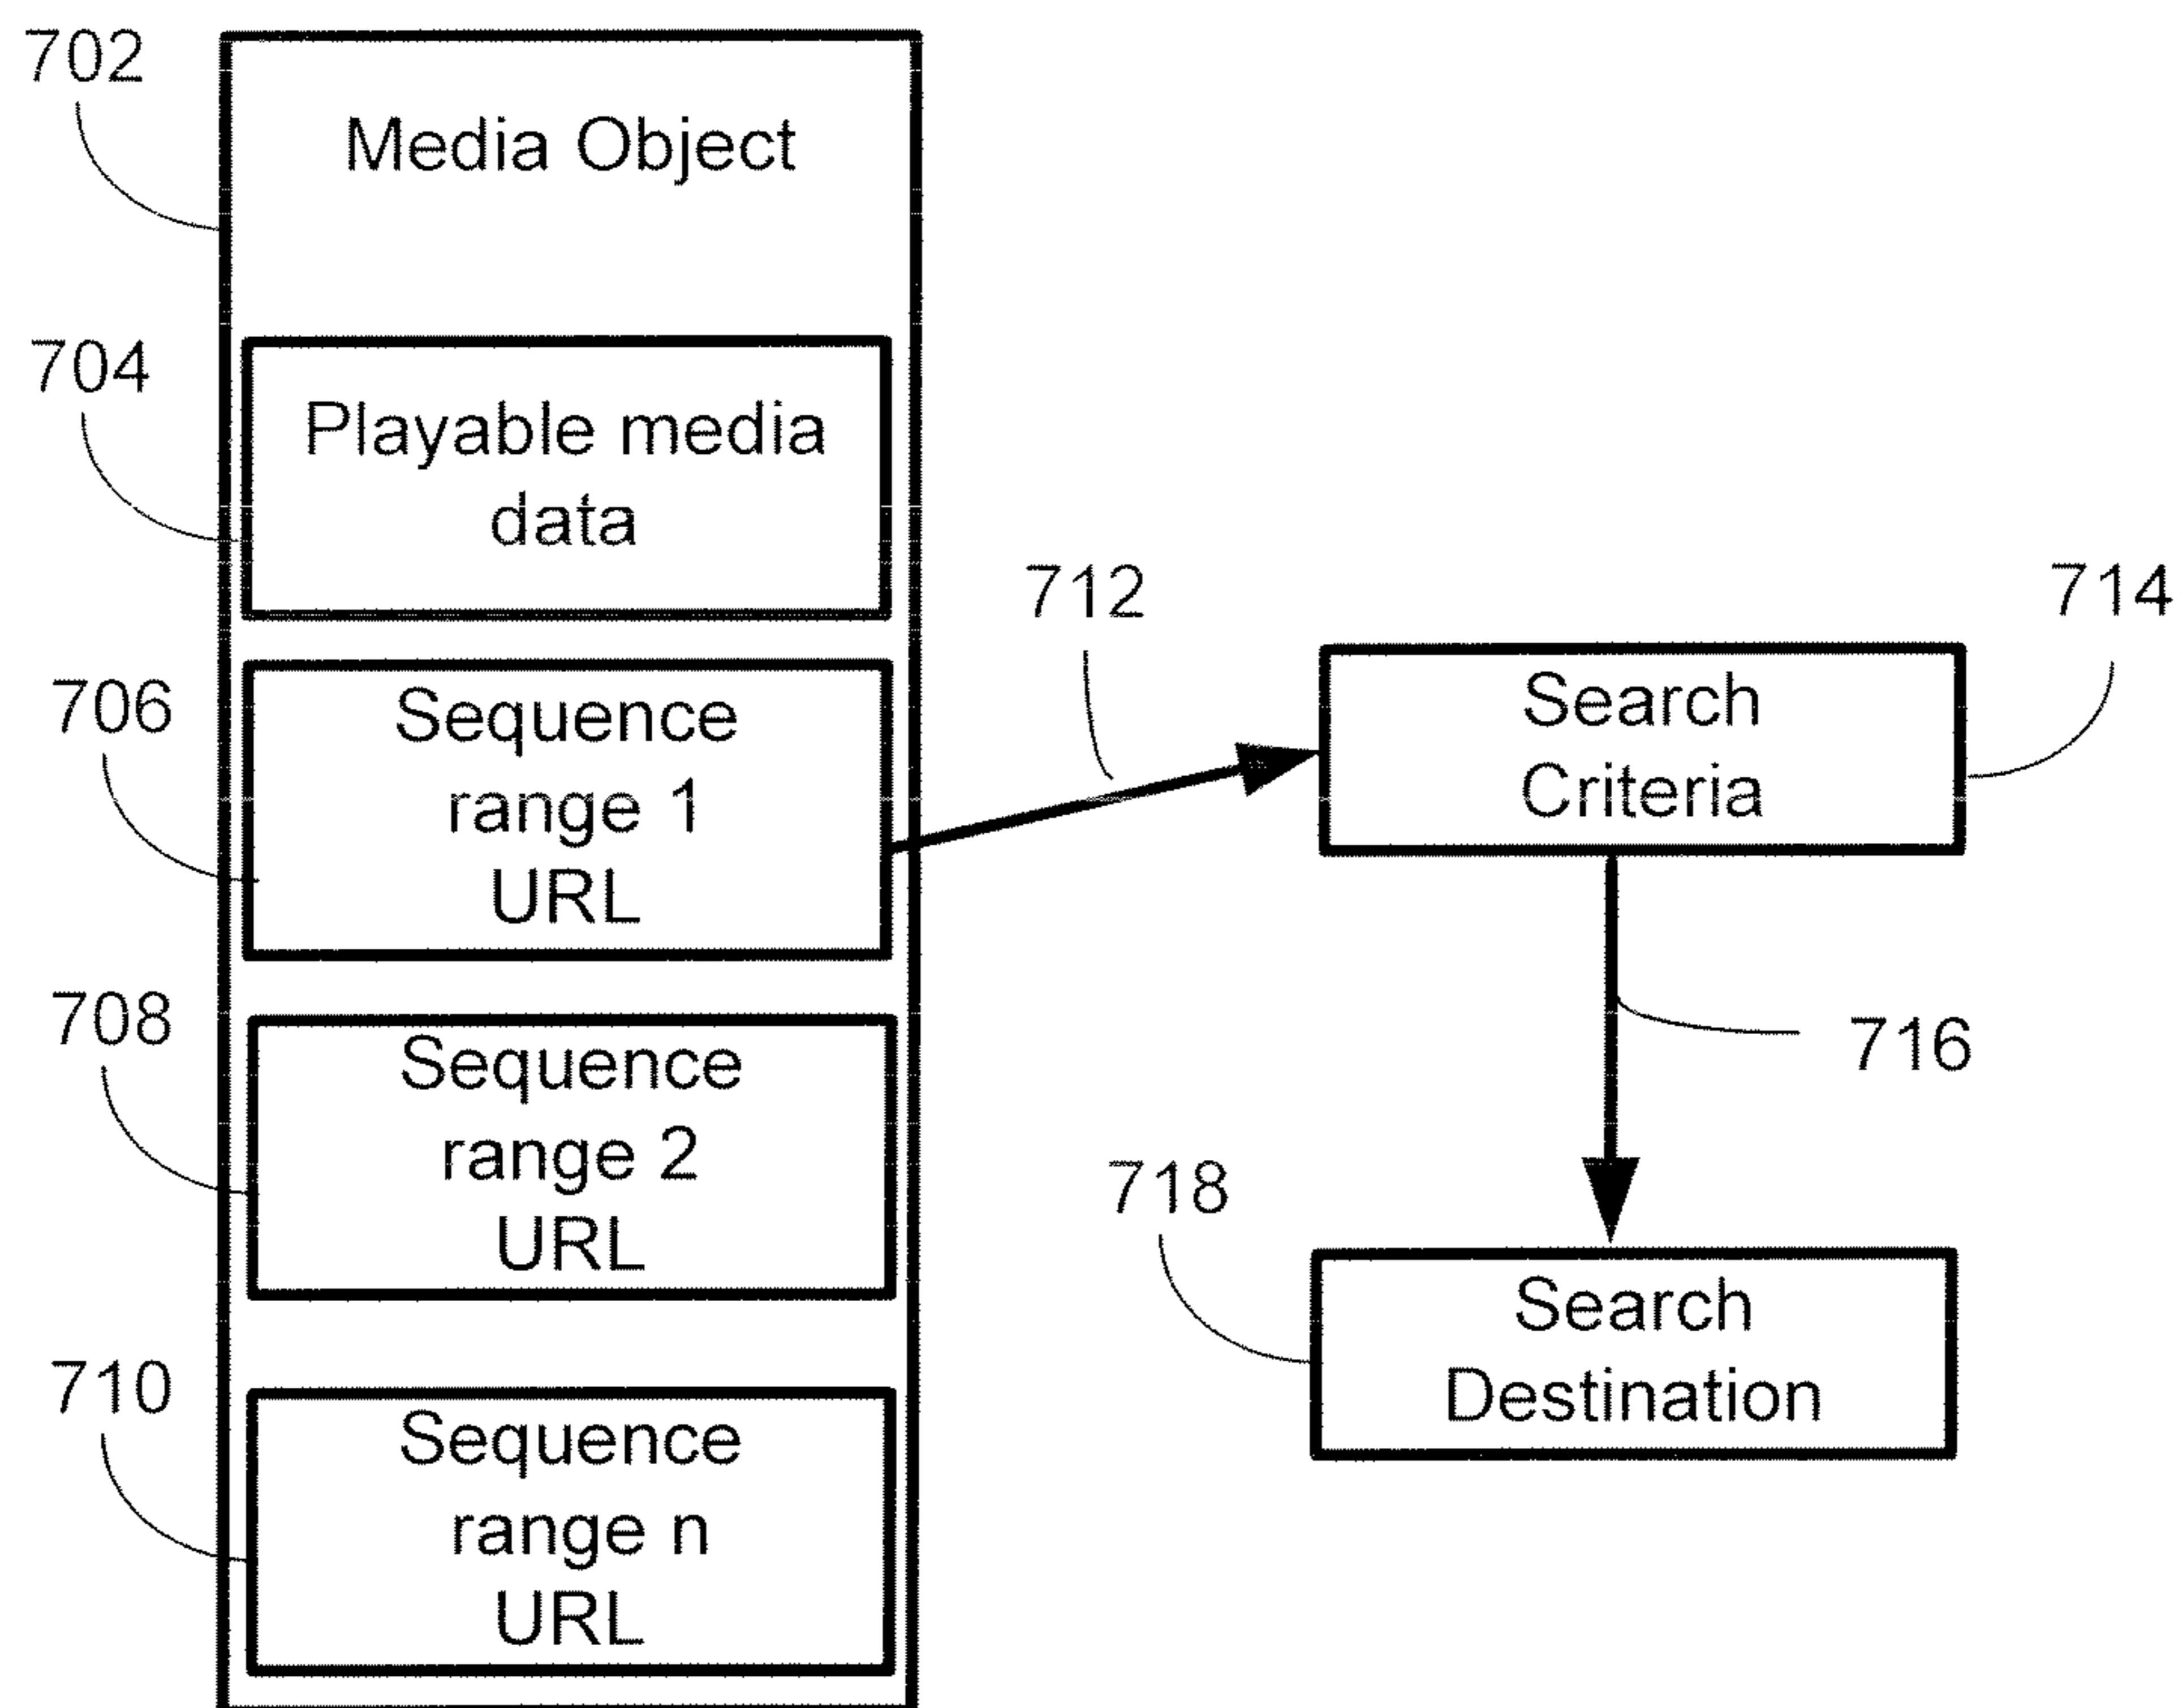 702
Media Object
704
Playable media
data
706
Sequence
range 1
URL
712
714
Search
Criteria
708
Sequence
range 2
URL
716
718
Search
Destination
710
Sequence
range n
URL